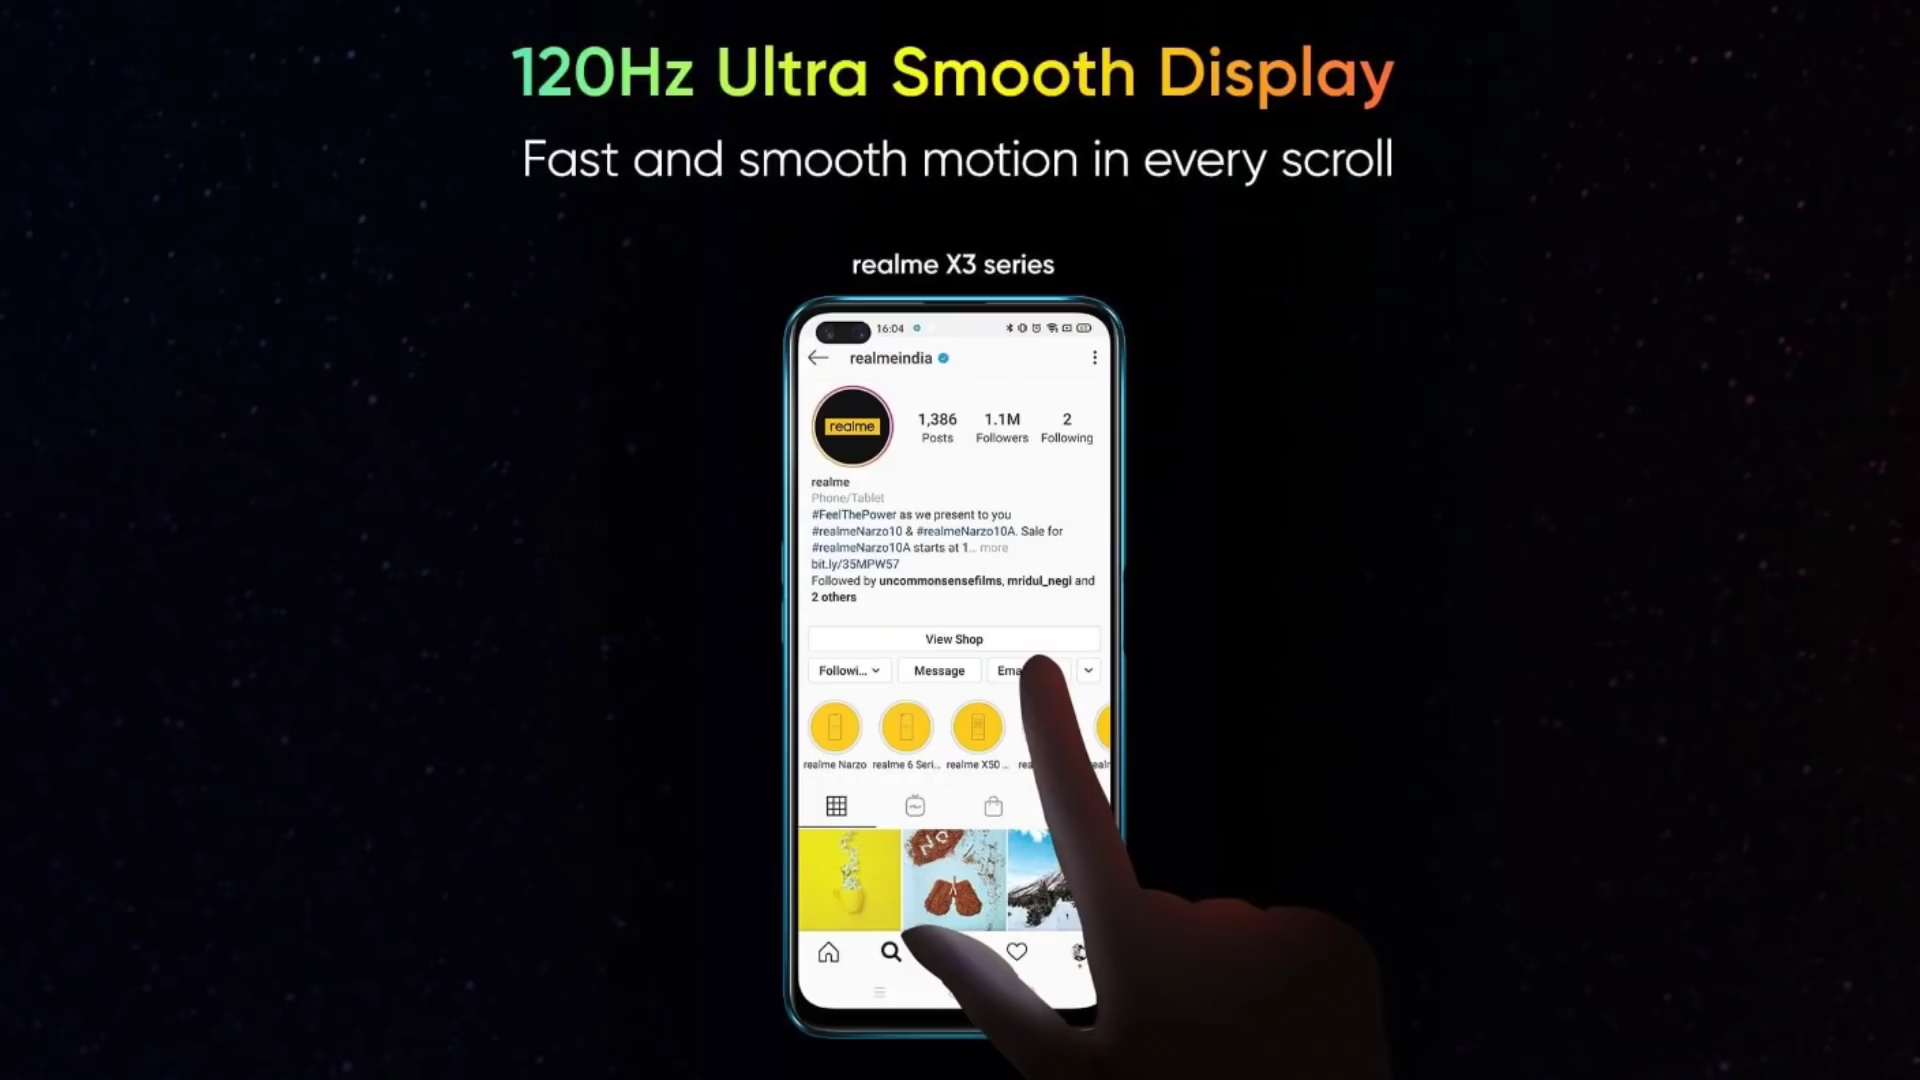 120Hz Ultra Smooth Display
Fast and smooth motion in every scroll
realme X3 series
16:04
realmeindia
realme
1,386 1.1M 2
Posts Followers Following
realme
Phone/Tablet
#FeelThePower as we present to you
#realmeNarzo10 & #realmeNarzo10A. Sale for
#realmeNarzo10A starts at 1... more
bit.ly/35MPW57
Followed by uncommonsensefilms, mridul_negi and
2 others
View Shop
Followi... Message Ema
realme Narzo realme 6 Seri... realme X50 ...
NO